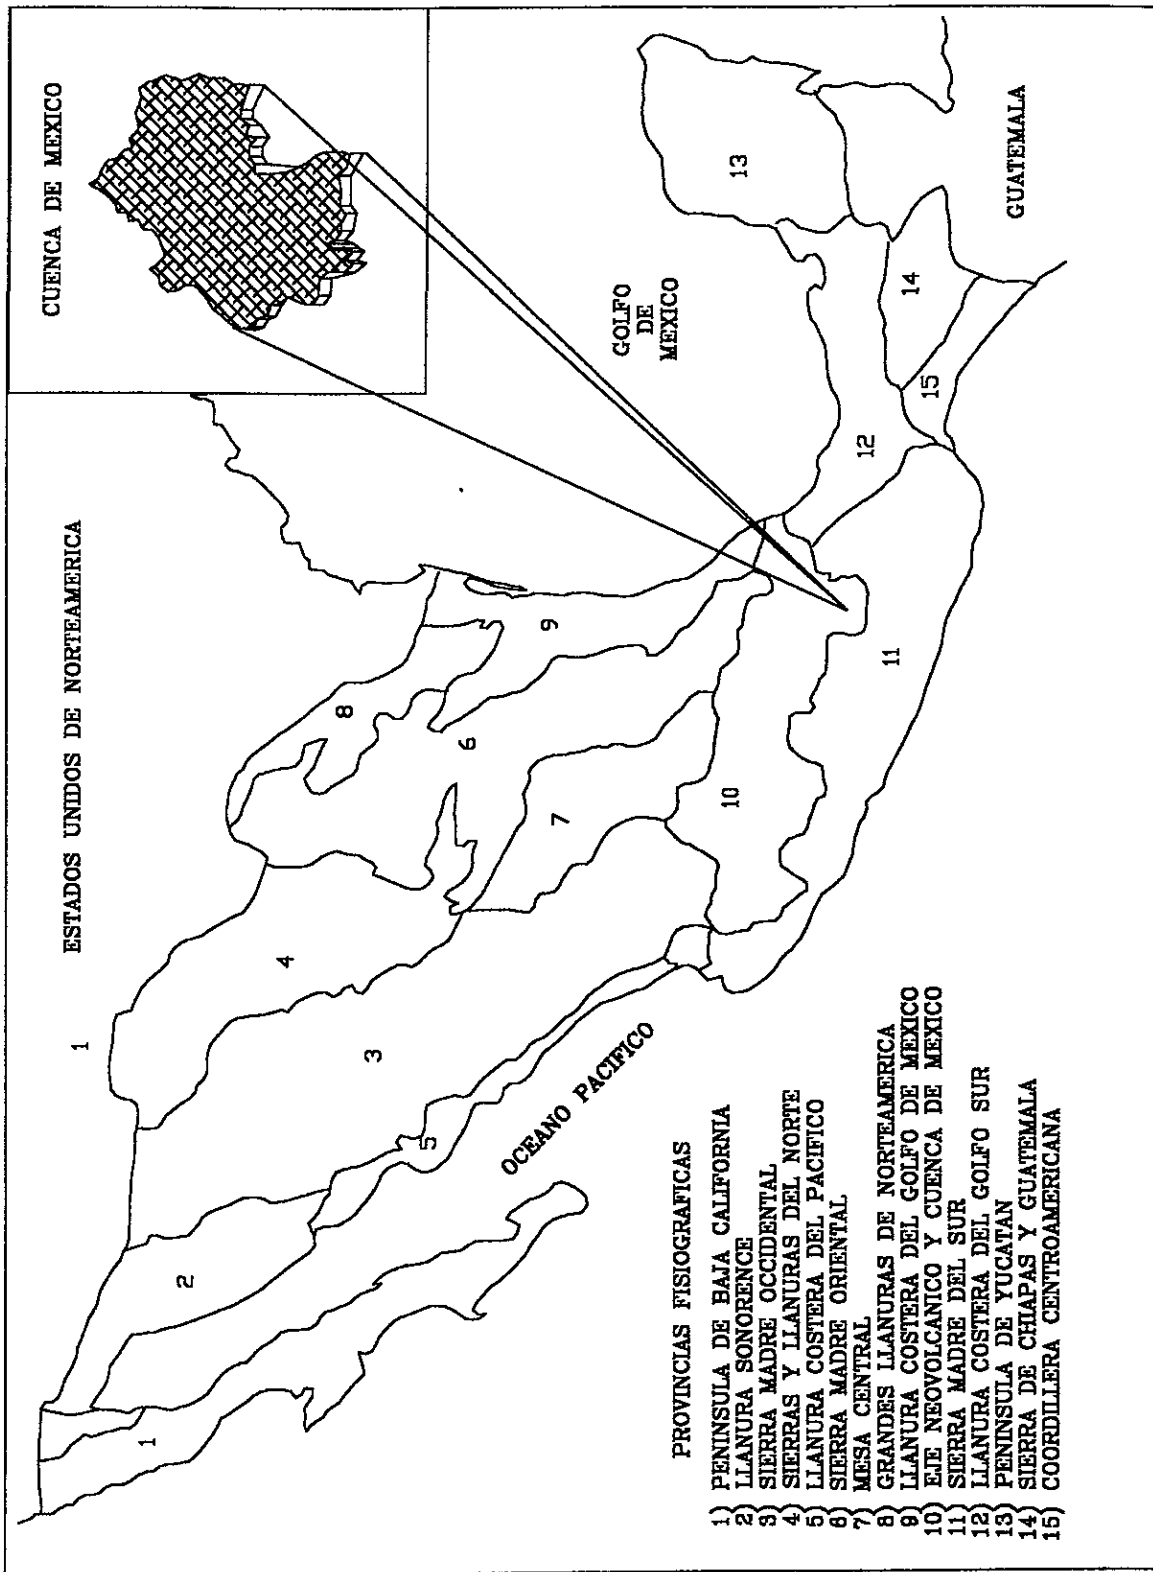 CUENCA DE MEXICO
ESTADOS UNIDOS DE NORTEAMERICA
1
4
8
3
2
1
5
6
9
7
10
11
12
13
14
15
GOLFO
DE
MEXICO
GUATEMALA
OCEANO PACIFICO
PROVINCIAS FISIOGRAFICAS
1) PENINSULA DE BAJA CALIFORNIA
2) LLANURA SONORENCE
3) SIERRA MADRE OCCIDENTAL
4) SIERRAS Y LLANURAS DEL NORTE
5) LLANURA COSTERA DEL PACIFICO
6) SIERRA MADRE ORIENTAL
7) MESA CENTRAL
8) GRANDES LLANURAS DE NORTEAMERICA
9) LLANURA COSTERA DEL GOLFO DE MEXICO
10) EJE NEOVOLCANICO Y CUENCA DE MEXICO
11) SIERRA MADRE DEL SUR
12) LLANURA COSTERA DEL GOLFO SUR
13) PENINSULA DE YUCATAN
14) SIERRA DE CHIAPAS Y GUATEMALA
15) COORDILLERA CENTROAMERICANA